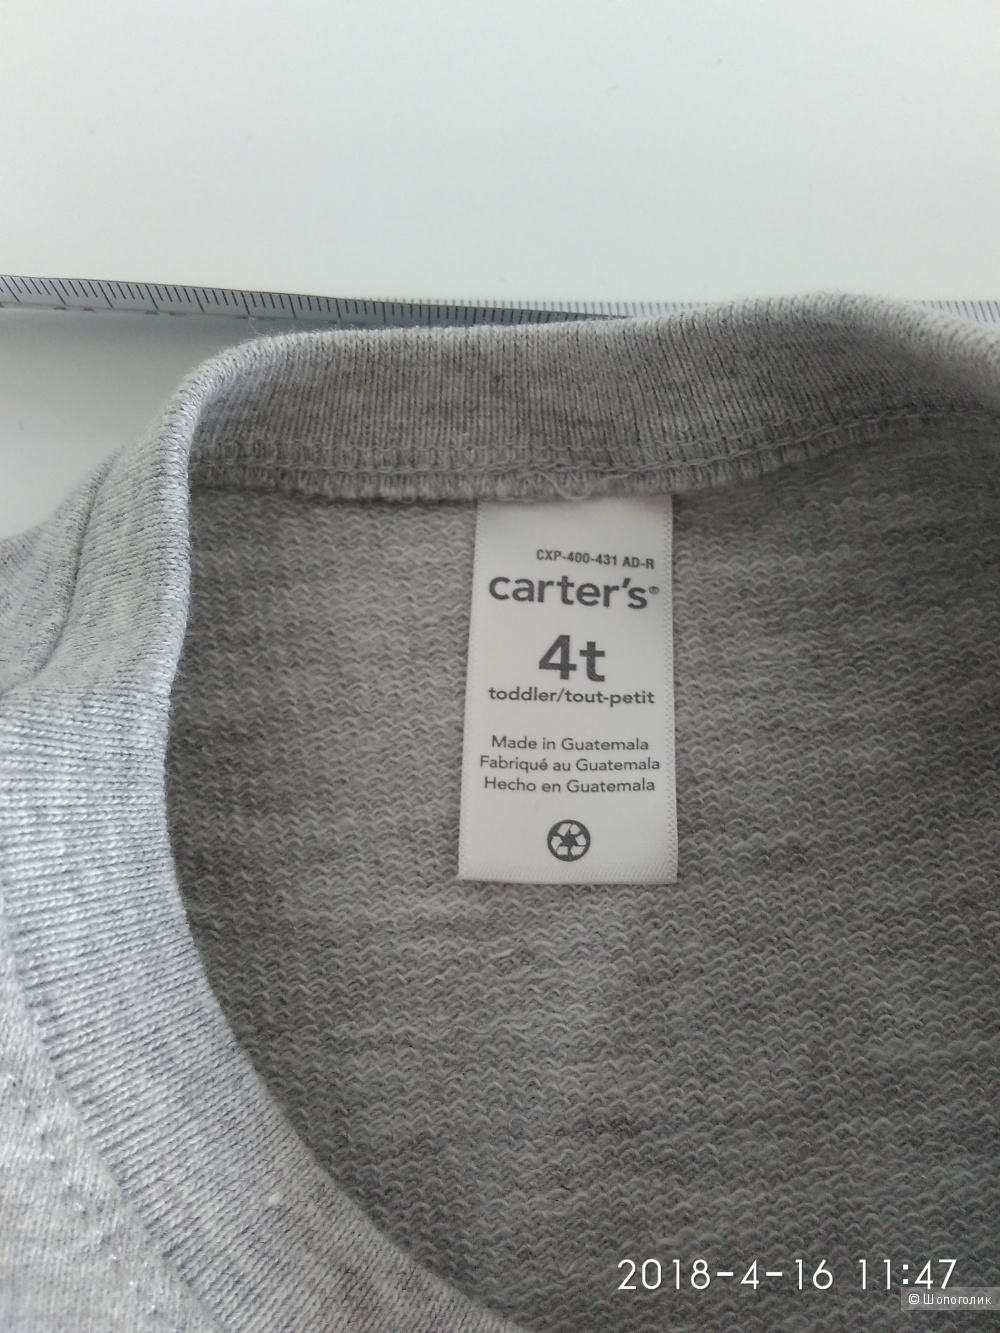 CXP-400-431 AD-R
carter's®
4t
toddler/tout-petit
Made in Guatemala
Fabriqué au Guatemala
Hecho en Guatemala
2018-4-16 11:47
© Шопоголик